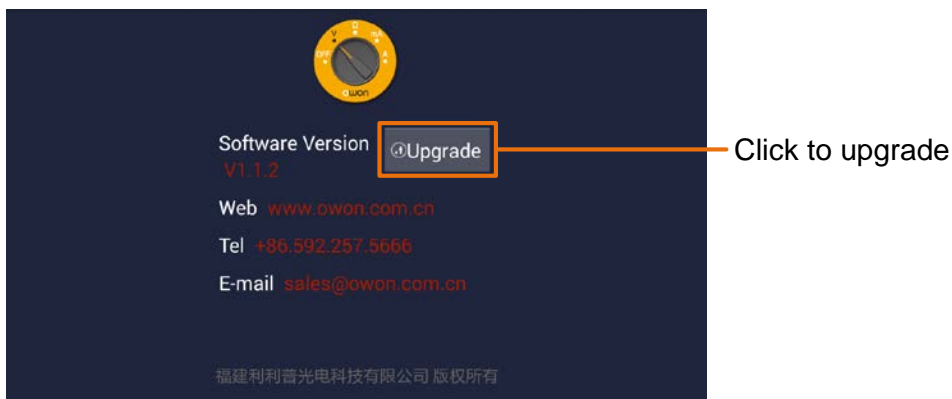 V Ω mA
OFF A
owon
Software Version Upgrade
V1.1.2
Click to upgrade
Web www.owon.com.cn
Tel +86.592.257.5666
E-mail sales@owon.com.cn
福建利利普光电科技有限公司 版权所有